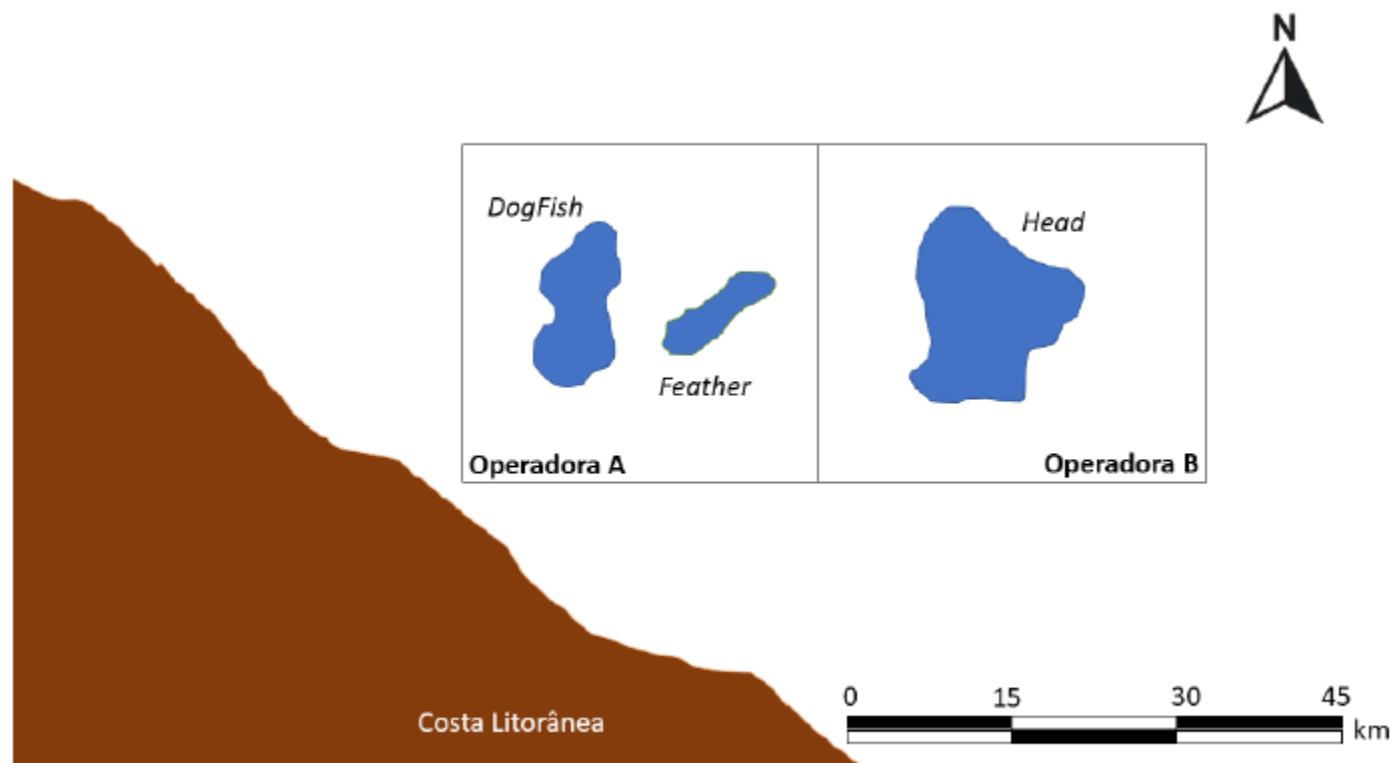 N
DogFish
Head
Feather
Operadora A
Operadora B
Costa Litorânea
0 15 30 45
km